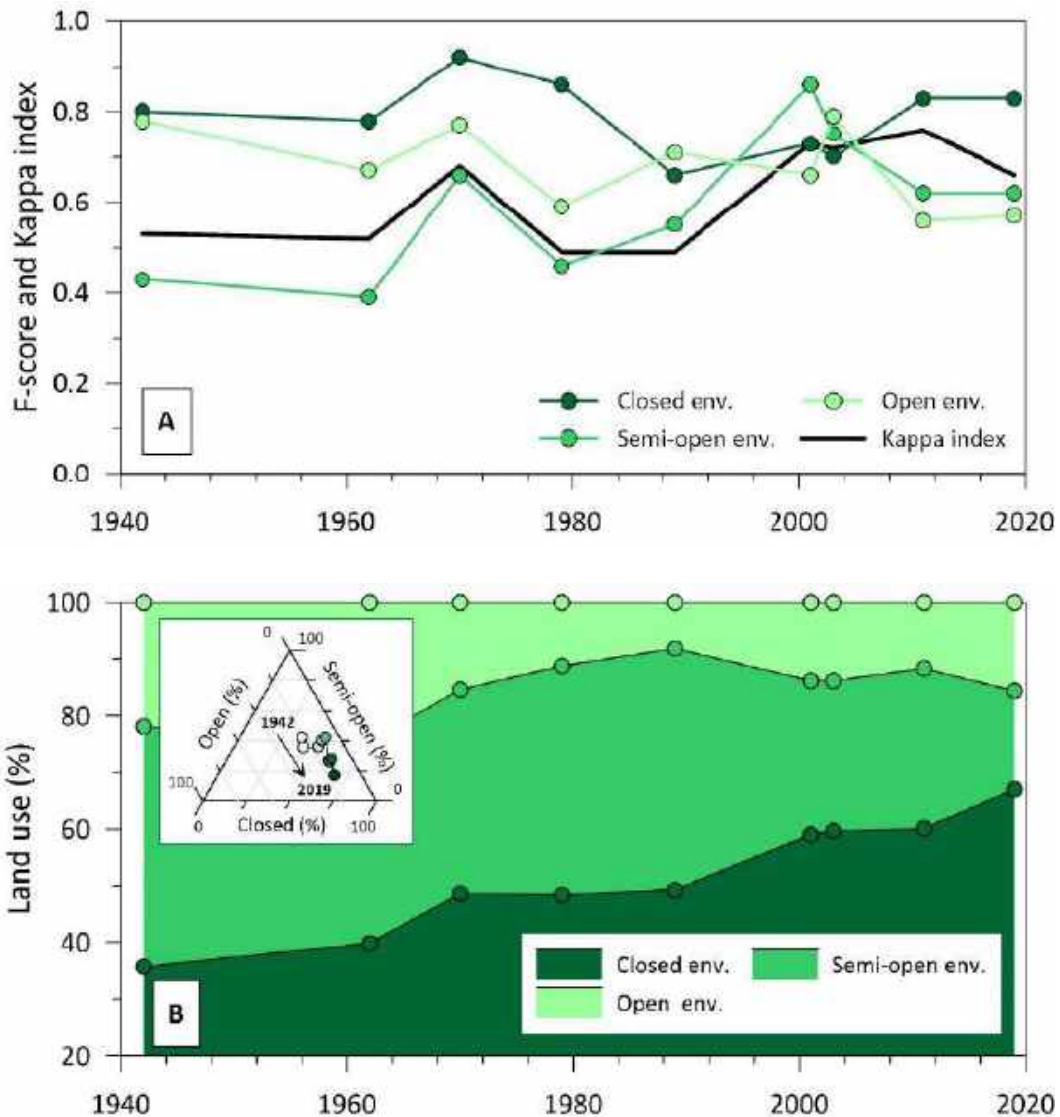 F-score and Kappa index
1.0
0.8
0.6
0.4
0.2
0.0
A
Closed env.
Open env.
Semi-open env.
Kappa index
1940
1960
1980
2000
2020
Land use (%)
100
80
60
40
20
0
100
Open (%)
Semi-open (%)
1942
2019
100
0
0
Closed (%)
100
B
Closed env.
Semi-open env.
Open env.
1940
1960
1980
2000
2020